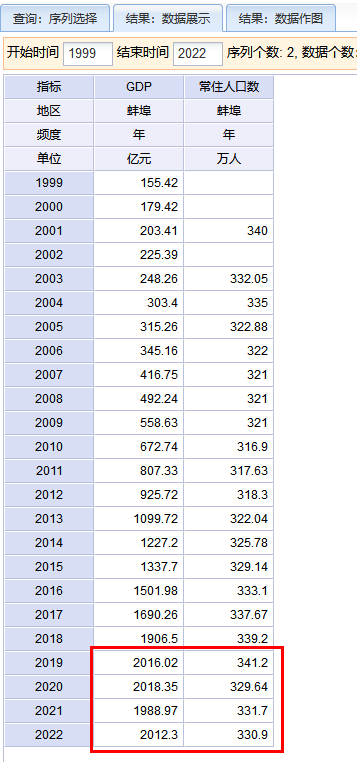 查询：序列选择 结果：数据展示 结果：数据作图
开始时间 1999 结束时间 2022 序列个数: 2, 数据个数:
指标 GDP 常住人口数
地区 蚌埠 蚌埠
频度 年 年
单位 亿元 万人
1999 155.42
2000 179.42
2001 203.41 340
2002 225.39
2003 248.26 332.05
2004 303.4 335
2005 315.26 322.88
2006 345.16 322
2007 416.75 321
2008 492.24 321
2009 558.63 321
2010 672.74 316.9
2011 807.33 317.63
2012 925.72 318.3
2013 1099.72 322.04
2014 1227.2 325.78
2015 1337.7 329.14
2016 1501.98 333.1
2017 1690.26 337.67
2018 1906.5 339.2
2019 2016.02 341.2
2020 2018.35 329.64
2021 1988.97 331.7
2022 2012.3 330.9